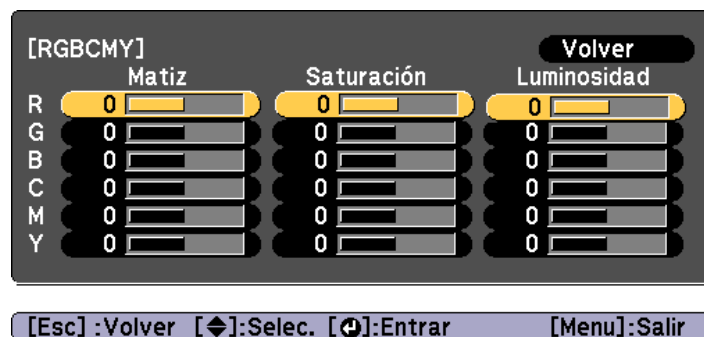 [RGBCMY] Volver
Matiz Saturación Luminosidad
R 0 0 0
G 0 0 0
B 0 0 0
C 0 0 0
M 0 0 0
Y 0 0 0
[Esc] :Volver [◆]:Selec. [↵]:Entrar [Menu]:Salir